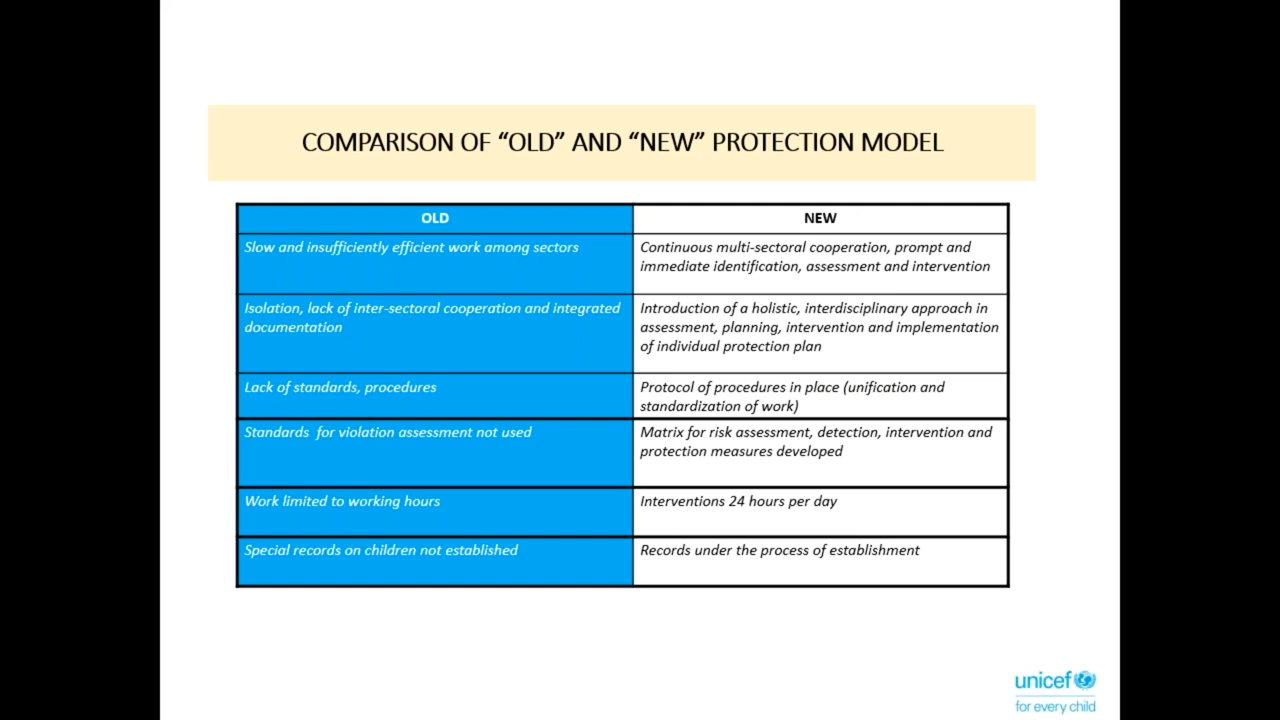 COMPARISON OF “OLD” AND “NEW” PROTECTION MODEL
OLD
NEW
Slow and insufficiently efficient work among sectors
Continuous multi-sectoral cooperation, prompt and
immediate identification, assessment and intervention
Isolation, lack of inter-sectoral cooperation and integrated
documentation
Introduction of a holistic, interdisciplinary approach in
assessment, planning, intervention and implementation
of individual protection plan
Lack of standards, procedures
Protocol of procedures in place (unification and
standardization of work)
Standards  for violation assessment not used
Matrix for risk assessment, detection, intervention and
protection measures developed
Work limited to working hours
Interventions 24 hours per day
Special records on children not established
Records under the process of establishment
unicef
for every child